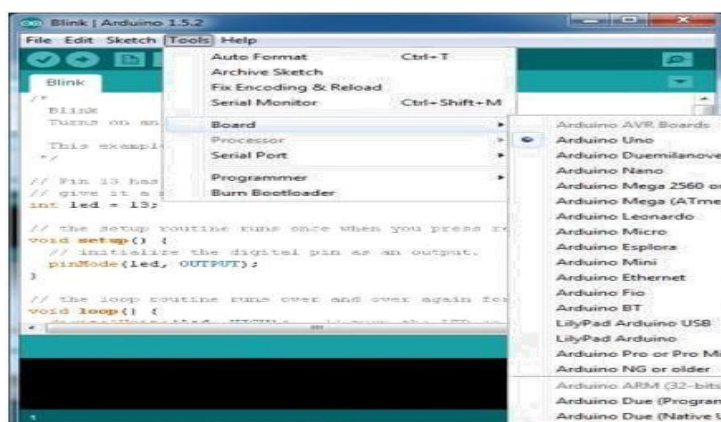 Blink | Arduino 1.5.2
File Edit Sketch Tools Help
Auto Format Ctrl+T
Archive Sketch
Fix Encoding & Reload
Serial Monitor Ctrl+Shift+M
Board
Processor
Serial Port
Programmer
Burn Bootloader
Arduino AVR Boards
Arduino Uno
Arduino Duemilanove
Arduino Nano
Arduino Mega 2560 o
Arduino Mega (ATme
Arduino Leonardo
Arduino Micro
Arduino Esplora
Arduino Mini
Arduino Ethernet
Arduino Fio
Arduino BT
LilyPad Arduino USB
LilyPad Arduino
Arduino Pro or Pro Mi
Arduino NG or older
Arduino ARM (32-bits
Arduino Due (Program
Arduino Due (Native U
Blink
/*
Blink
Turns on an
This exampl
*/
// Pin 13 has
// give it a
int led = 13;
// the setup routine runs once when you press re
void setup() {
// initialize the digital pin as an output.
pinMode(led, OUTPUT);
}
// the loop routine runs over and over again for
void loop() {
1